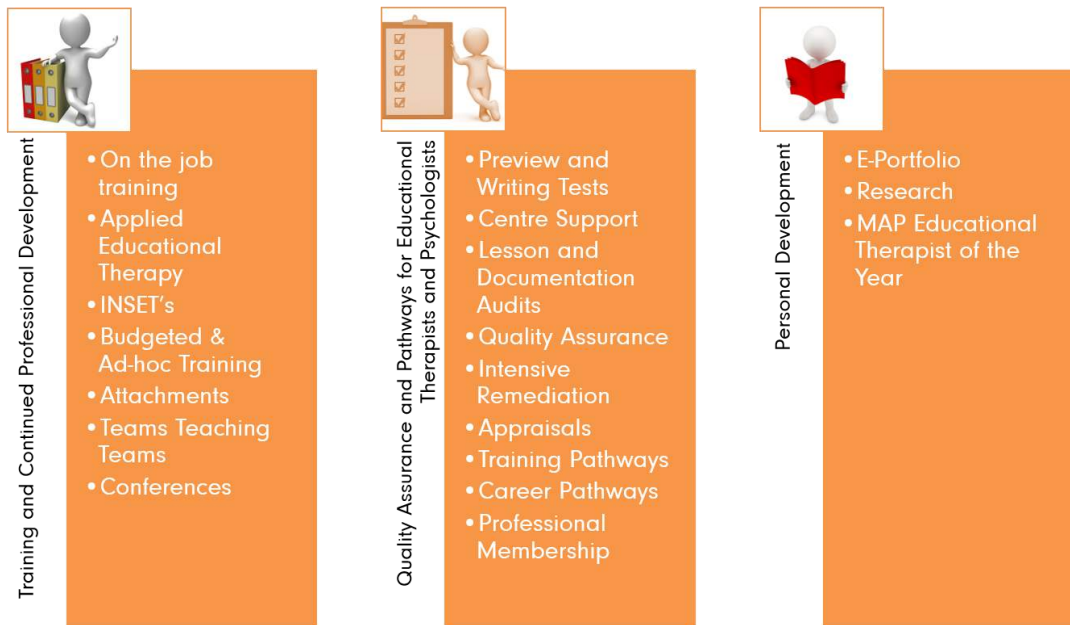 Training and Continued Professional Development
• On the job
training
• Applied
Educational
Therapy
• INSET's
• Budgeted &
Ad-hoc Training
• Attachments
• Teams Teaching
Teams
• Conferences
Quality Assurance and Pathways for Educational
Therapists and Psychologists
• Preview and
Writing Tests
• Centre Support
• Lesson and
Documentation
Audits
• Quality Assurance
• Intensive
Remediation
• Appraisals
• Training Pathways
• Career Pathways
• Professional
Membership
Personal Development
• E-Portfolio
• Research
• MAP Educational
Therapist of the
Year